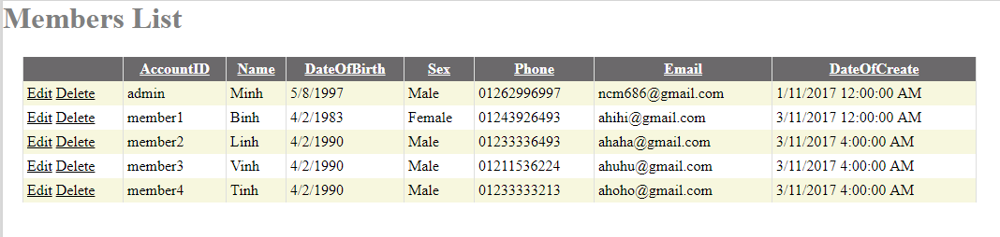 Members List
AccountID Name DateOfBirth Sex Phone Email DateOfCreate
Edit Delete admin Minh 5/8/1997 Male 01262996997 ncm686@gmail.com 1/11/2017 12:00:00 AM
Edit Delete member1 Binh 4/2/1983 Female 01243926493 ahihi@gmail.com 3/11/2017 12:00:00 AM
Edit Delete member2 Linh 4/2/1990 Male 01233336493 ahaha@gmail.com 3/11/2017 4:00:00 AM
Edit Delete member3 Vinh 4/2/1990 Male 01211536224 ahuhu@gmail.com 3/11/2017 4:00:00 AM
Edit Delete member4 Tinh 4/2/1990 Male 01233333213 ahoho@gmail.com 3/11/2017 4:00:00 AM